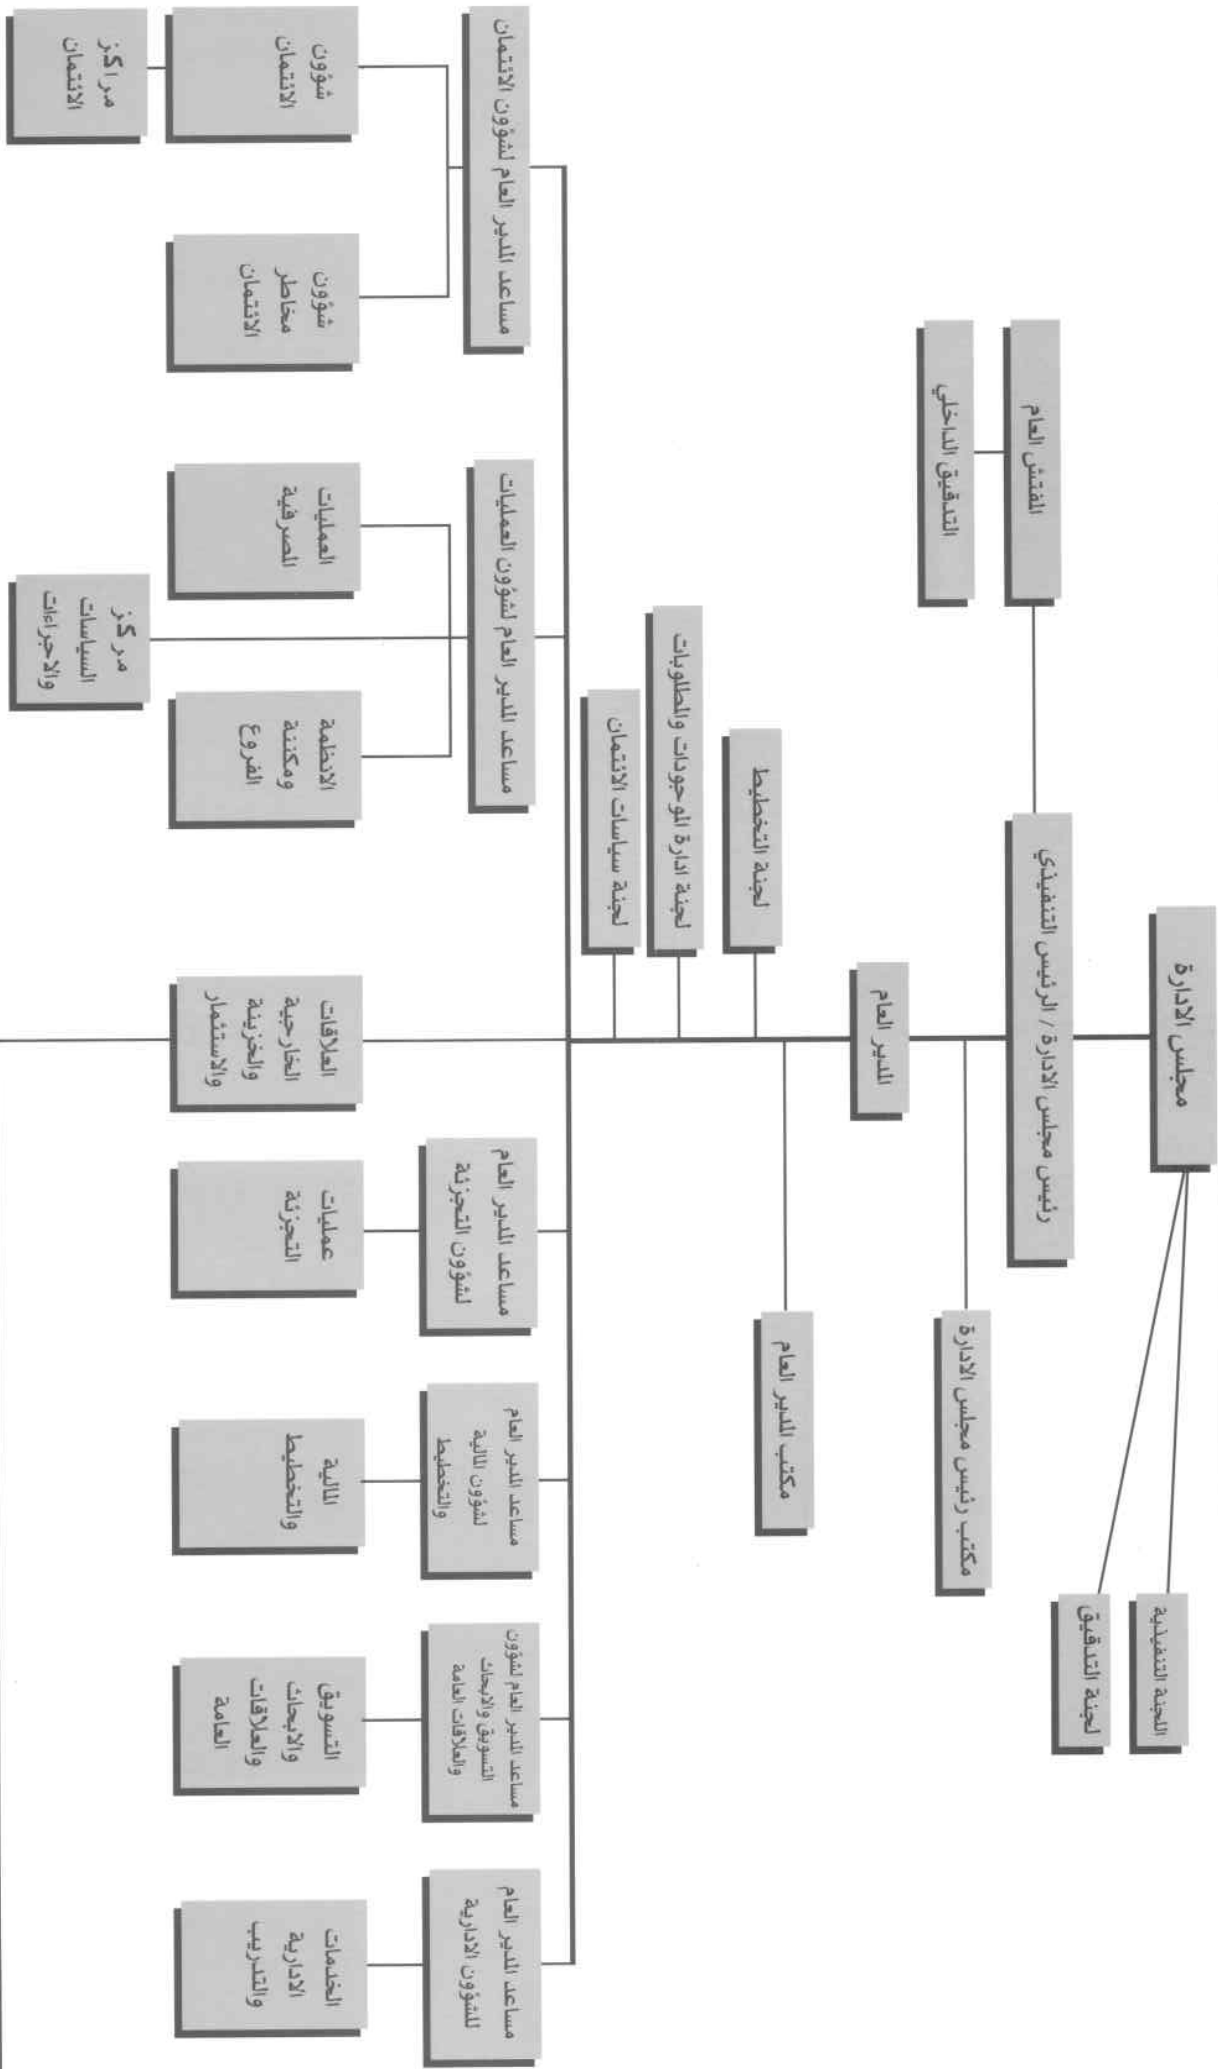 مجلس الادارة
اللجنة التنفيذية
لجنة التدقيق
رئيس مجلس الادارة / الرئيس التنفيذي
المفتش العام
التدقيق الداخلي
مكتب رئيس مجلس الادارة
المدير العام
مكتب المدير العام
لجنة التخطيط
لجنة ادارة الموجودات والمطلوبات
لجنة سياسات الائتمان
مساعد المدير العام
للشؤون الادارية
مساعد المدير العام لشؤون
التسويق والابحاث
والعلاقات العامة
مساعد المدير العام
لشؤون المالية
والتخطيط
مساعد المدير العام
لشؤون التجزئة
مساعد المدير العام لشؤون العمليات
مساعد المدير العام لشؤون الائتمان
الخدمات
الادارية
والتدريب
التسويق
والابحاث
والعلاقات
العامة
المالية
والتخطيط
عمليات
التجزئة
العلاقات
الخارجية
والخزينة
والاستثمار
الانظمة
ومكننة
الفروع
العمليات
المصرفية
شؤون
مخاطر
الائتمان
شؤون
الائتمان
مركز
السياسات
والاجراءات
مراكز
الائتمان